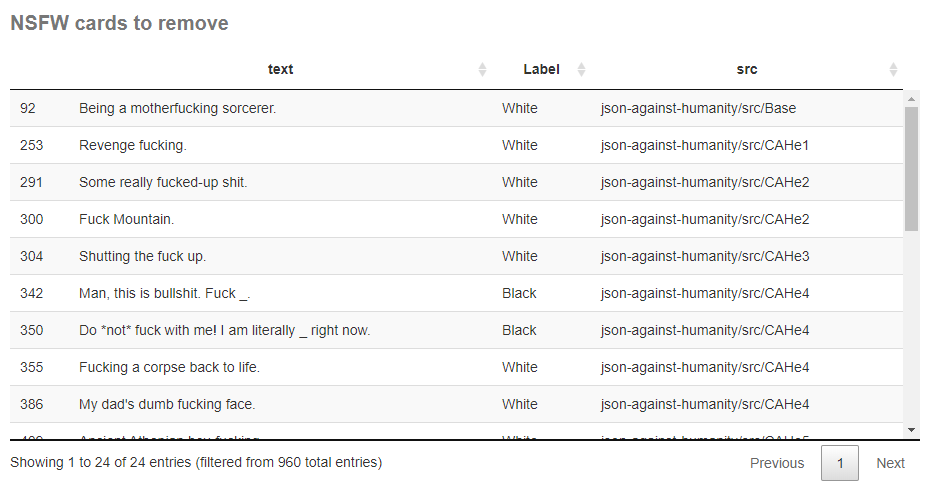 NSFW cards to remove
text Label src
92 Being a motherfucking sorcerer. White json-against-humanity/src/Base
253 Revenge fucking. White json-against-humanity/src/CAHe1
291 Some really fucked-up shit. White json-against-humanity/src/CAHe2
300 Fuck Mountain. White json-against-humanity/src/CAHe2
304 Shutting the fuck up. White json-against-humanity/src/CAHe3
342 Man, this is bullshit. Fuck _. Black json-against-humanity/src/CAHe4
350 Do *not* fuck with me! I am literally _ right now. Black json-against-humanity/src/CAHe4
355 Fucking a corpse back to life. White json-against-humanity/src/CAHe4
386 My dad's dumb fucking face. White json-against-humanity/src/CAHe4
Showing 1 to 24 of 24 entries (filtered from 960 total entries) Previous 1 Next